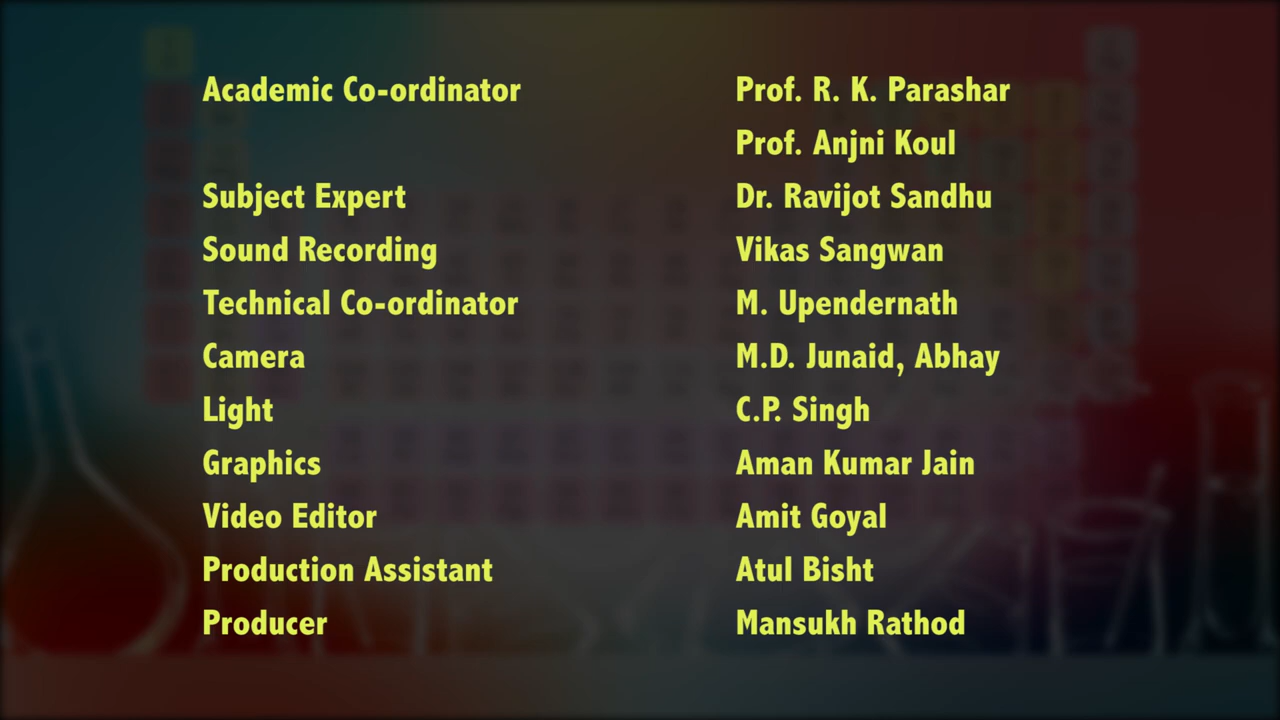 Academic Co-ordinator Prof. R. K. Parashar
Prof. Anjni Koul
Subject Expert Dr. Ravijot Sandhu
Sound Recording Vikas Sangwan
Technical Co-ordinator M. Upendernath
Camera M.D. Junaid, Abhay
Light C.P. Singh
Graphics Aman Kumar Jain
Video Editor Amit Goyal
Production Assistant Atul Bisht
Producer Mansukh Rathod